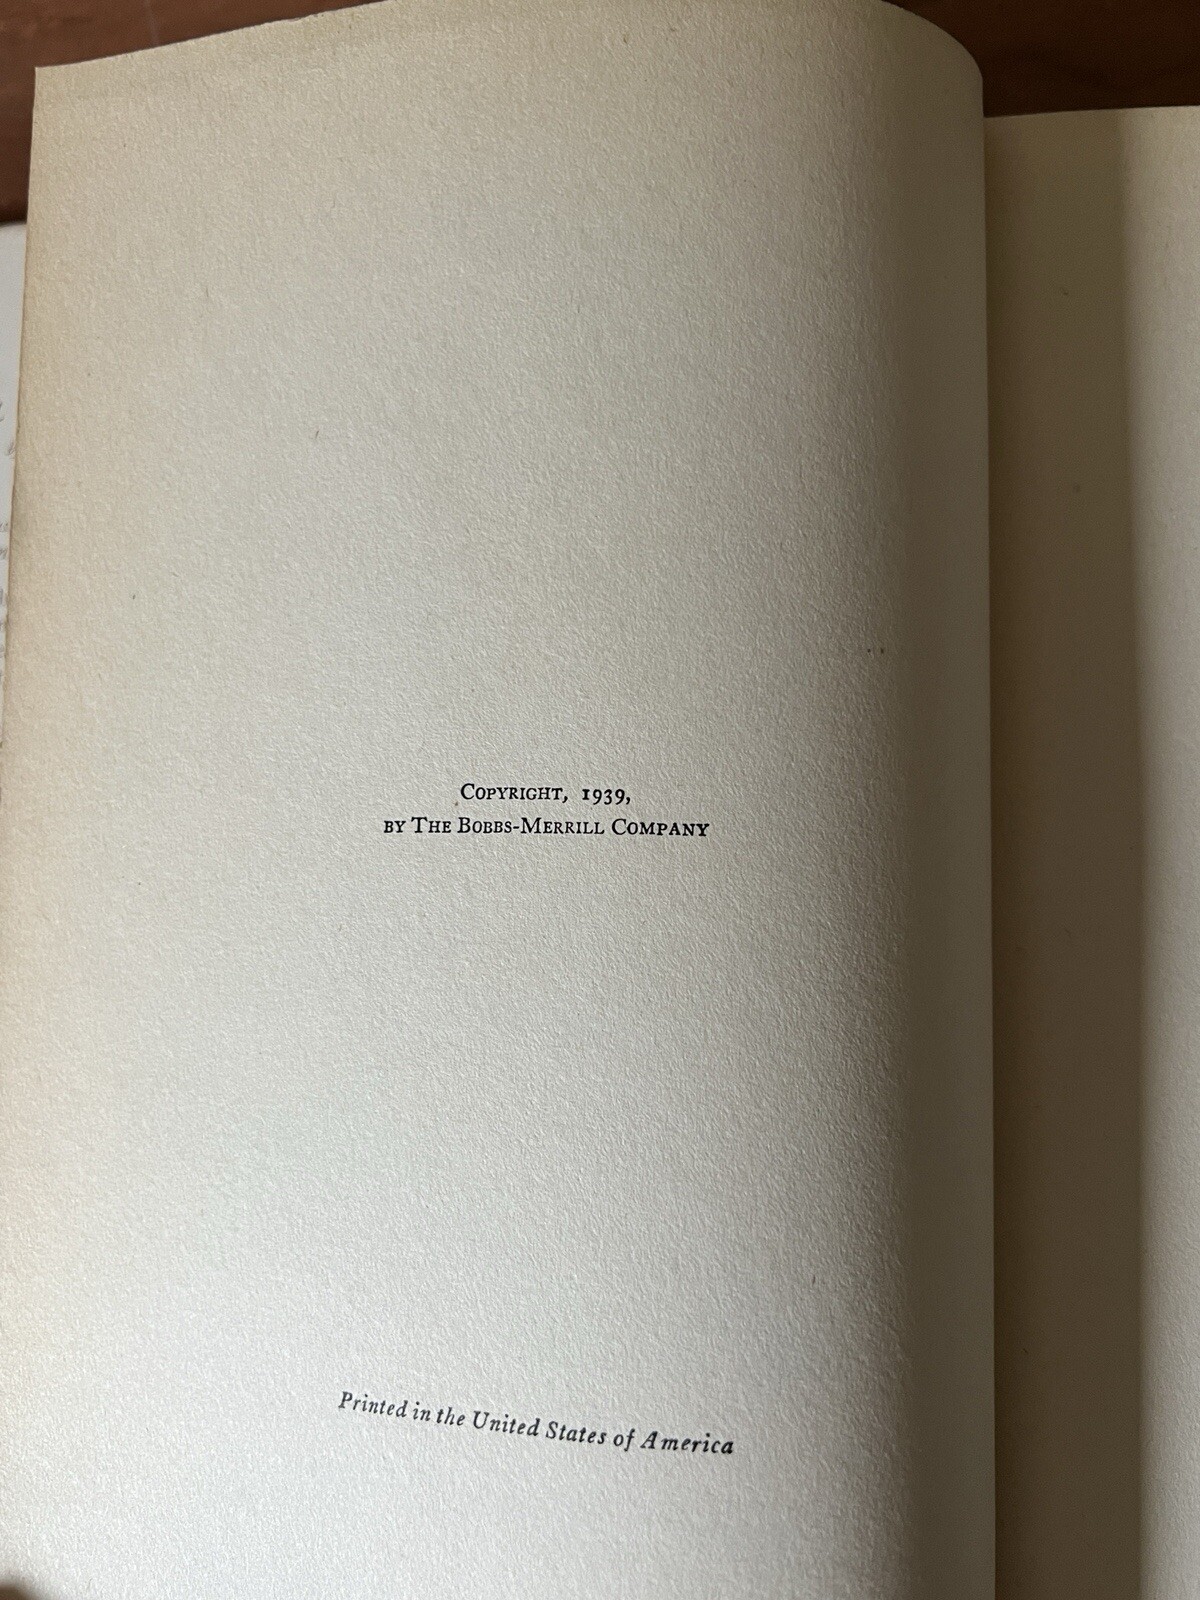 Copyright, 1939,
by The Bobbs-Merrill Company
Printed in the United States of America